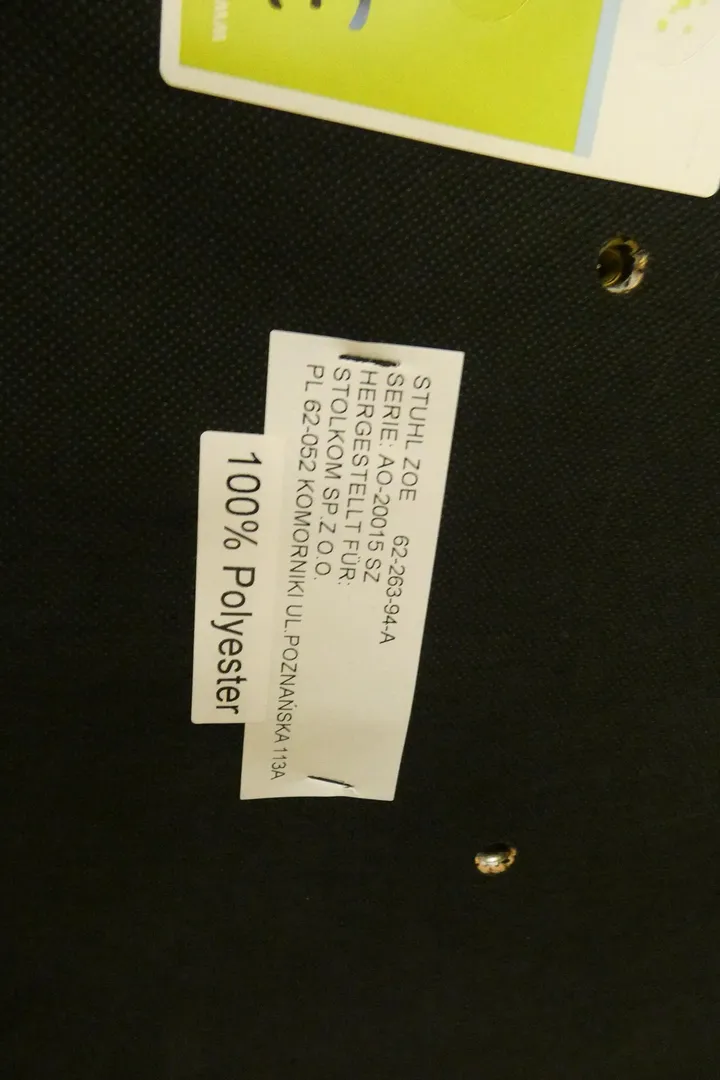 STUHL ZOE 62-263-94-A
SERIE: AO-20015 SZ
HERGESTELLT FÜR:
STOLKOM SP.Z O.O.
PL 62-052 KOMORNIKI UL.POZNAŃSKA 113A
100% Polyester